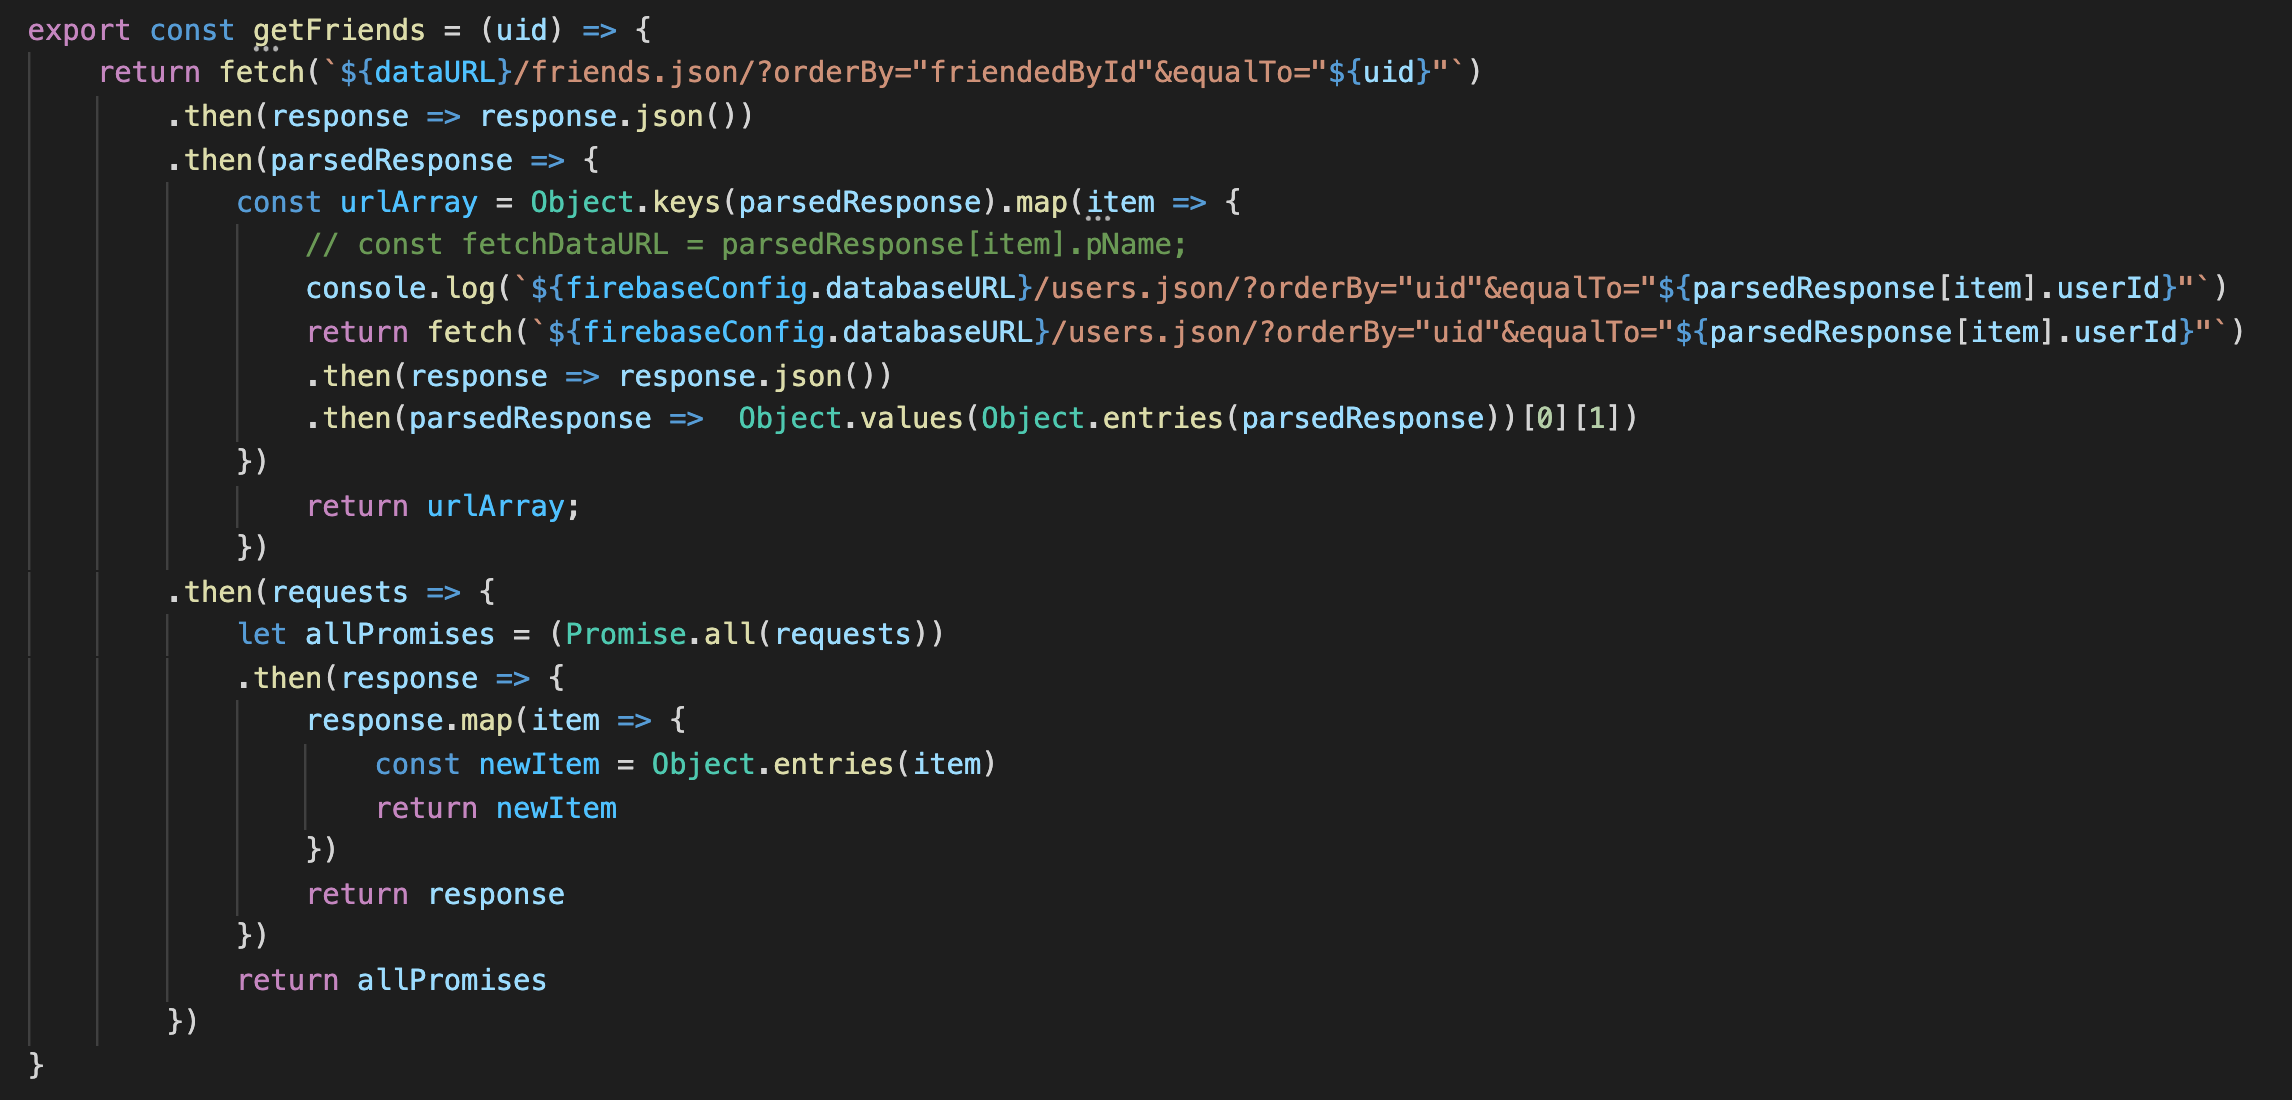 export const getFriends = (uid) => {
    return fetch(`${dataURL}/friends.json/?orderBy="friendedById"&equalTo="${uid}"`)
        .then(response => response.json())
        .then(parsedResponse => {
            const urlArray = Object.keys(parsedResponse).map(item => {
                // const fetchDataURL = parsedResponse[item].pName;
                console.log(`${firebaseConfig.databaseURL}/users.json/?orderBy="uid"&equalTo="${parsedResponse[item].userId}"`)
                return fetch(`${firebaseConfig.databaseURL}/users.json/?orderBy="uid"&equalTo="${parsedResponse[item].userId}"`)
                .then(response => response.json())
                .then(parsedResponse =>  Object.values(Object.entries(parsedResponse))[0][1])
            })
                return urlArray;
            })
        .then(requests => {
            let allPromises = (Promise.all(requests))
            .then(response => {
                response.map(item => {
                    const newItem = Object.entries(item)
                    return newItem
                })
                return response
            })
            return allPromises
        })
}